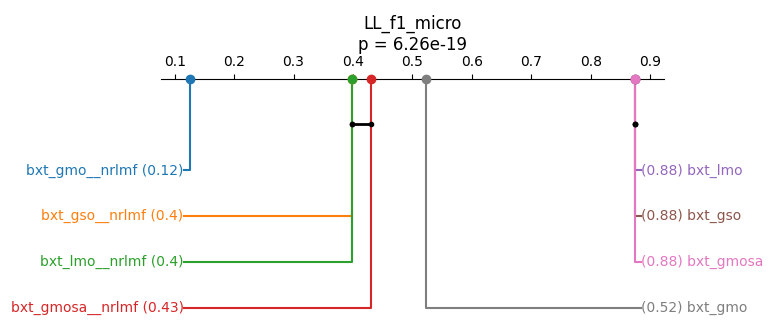 LL_f1_micro
p = 6.26e-19
0.1 0.2 0.3 0.4 0.5 0.6 0.7 0.8 0.9
bxt_gmo__nrlmf (0.12) (0.88) bxt_lmo
bxt_gso__nrlmf (0.4) (0.88) bxt_gso
bxt_lmo__nrlmf (0.4) (0.88) bxt_gmosa
bxt_gmosa__nrlmf (0.43) (0.52) bxt_gmo